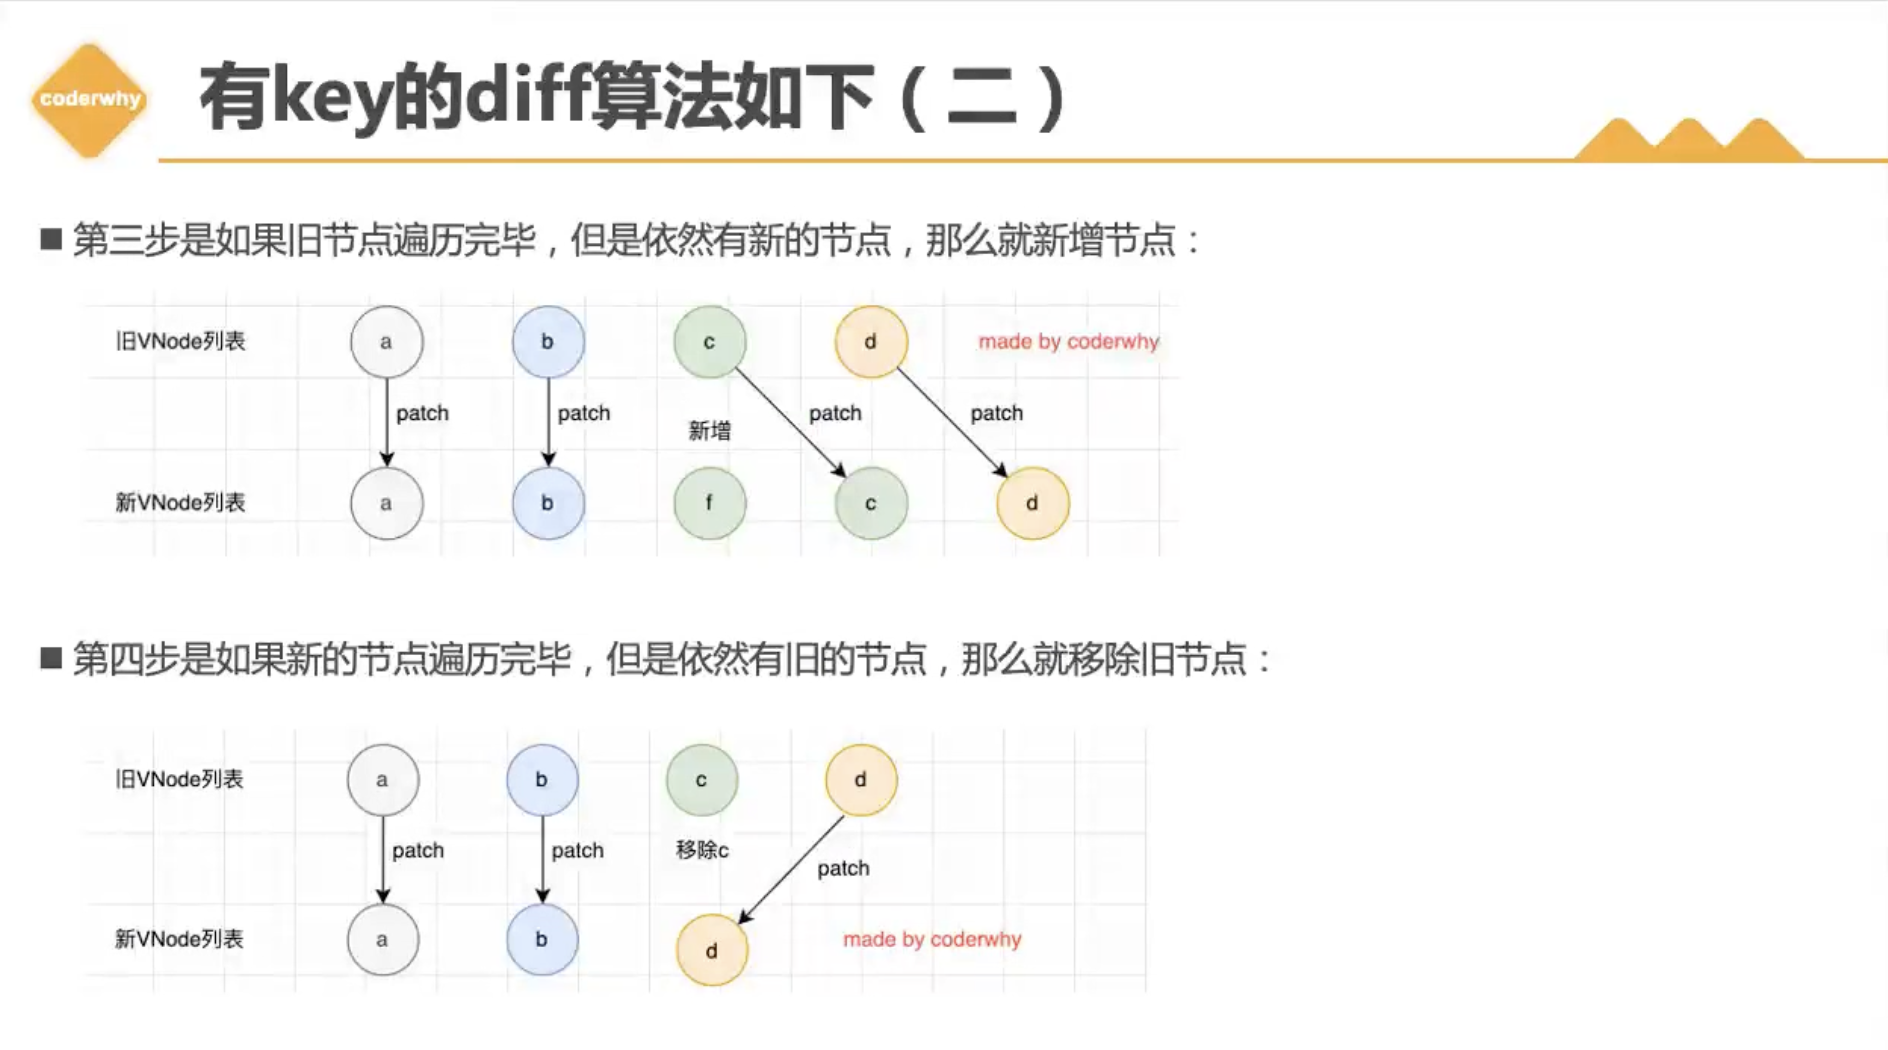 coderwhy
有key的diff算法如下（二）
■ 第三步是如果旧节点遍历完毕，但是依然有新的节点，那么就新增节点：
旧VNode列表 a b c d made by coderwhy
patch patch 新增 patch patch
新VNode列表 a b f c d
■ 第四步是如果新的节点遍历完毕，但是依然有旧的节点，那么就移除旧节点：
旧VNode列表 a b c d
patch patch 移除c patch
新VNode列表 a b d made by coderwhy